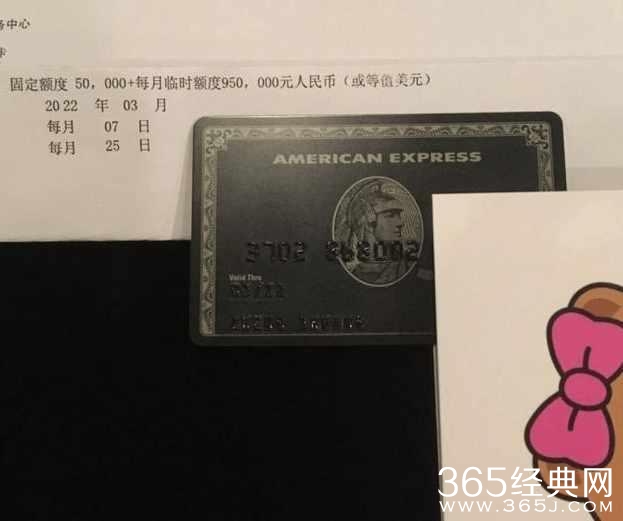 务中心
固定额度 50，000+每月临时额度950，000元人民币（或等值美元）
2022 年 03 月
每月 07 日
每月 25 日
AMERICAN EXPRESS
3702
Valid Thru
365经典网
www.365J.com